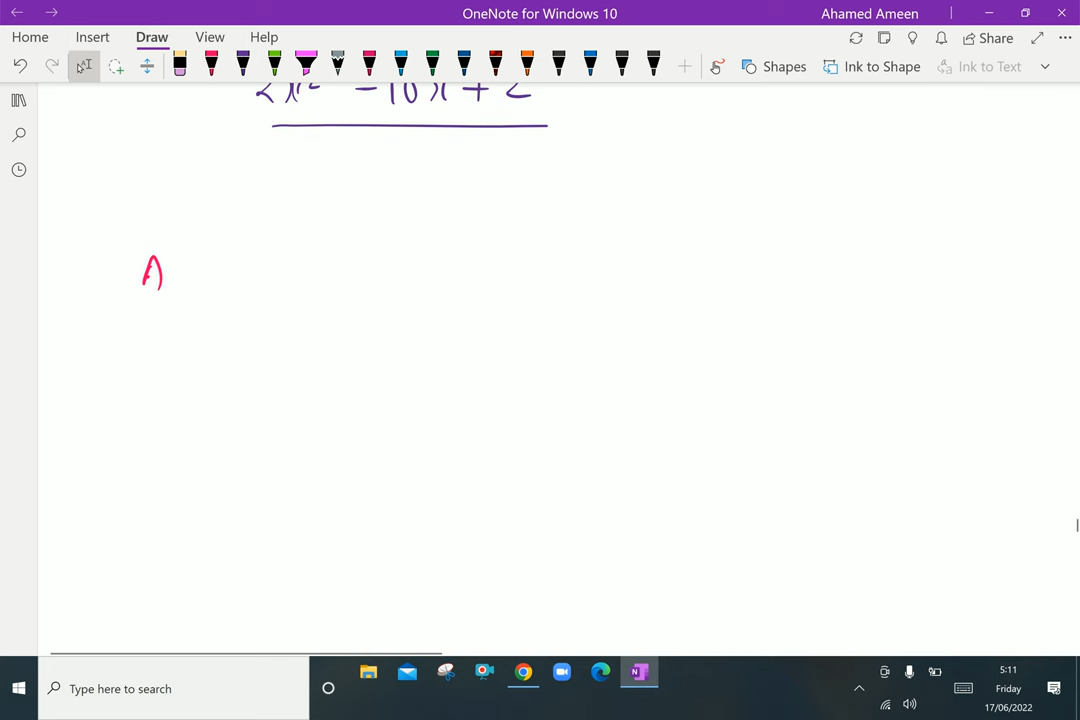 OneNote for Windows 10
Ahamed Ameen
Home Insert Draw View Help
Share
Shapes
Ink to Shape
Ink to Text
A
Type here to search
5:11
Friday
17/06/2022